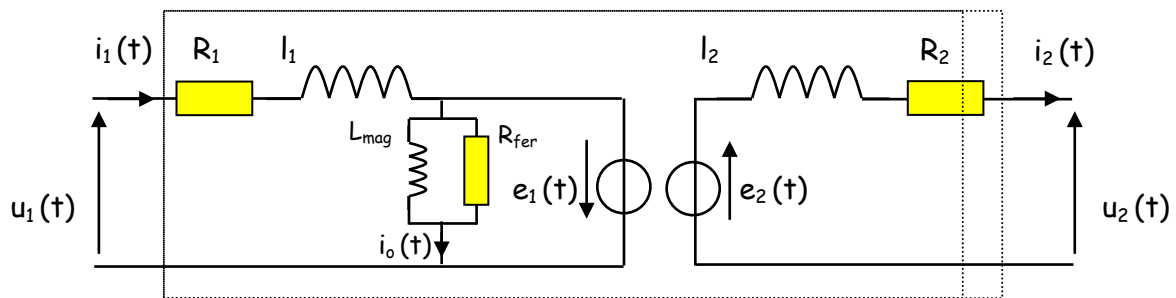 i₁(t)
R₁
l₁
l₂
R₂
i₂(t)
Lmag
Rfer
u₁(t)
e₁(t)
e₂(t)
u₂(t)
iₒ(t)